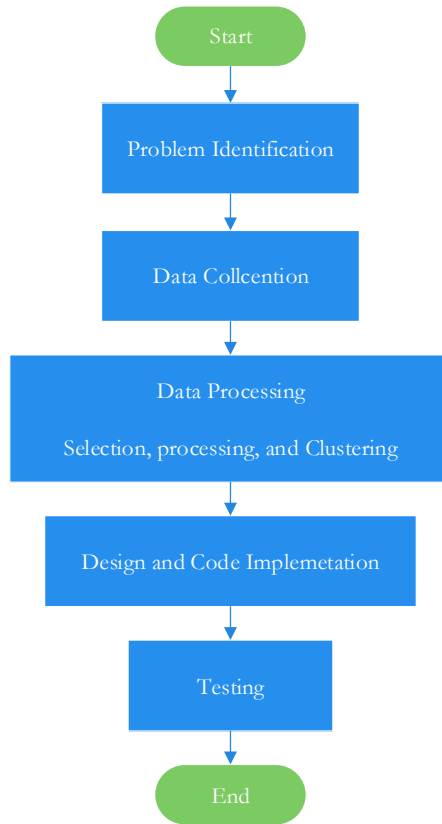 Start
Problem Identification
Data Collcention
Data Processing
Selection, processing, and Clustering
Design and Code Implemetation
Testing
End